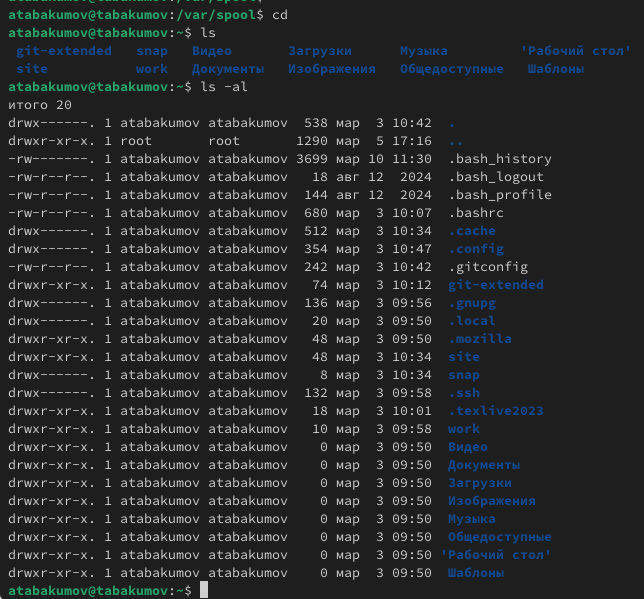 atabakumov@tabakumov:/var/spool$ cd
atabakumov@tabakumov:~$ ls
git-extended snap Видео Загрузки Музыка 'Рабочий стол'
site work Документы Изображения Общедоступные Шаблоны
atabakumov@tabakumov:~$ ls -al
итого 20
drwx------. 1 atabakumov atabakumov 538 мар 3 10:42 .
drwxr-xr-x. 1 root root 1290 мар 5 17:16 ..
-rw-------. 1 atabakumov atabakumov 3699 мар 10 11:30 .bash_history
-rw-r--r--. 1 atabakumov atabakumov 18 авг 12 2024 .bash_logout
-rw-r--r--. 1 atabakumov atabakumov 144 авг 12 2024 .bash_profile
-rw-r--r--. 1 atabakumov atabakumov 680 мар 3 10:07 .bashrc
drwx------. 1 atabakumov atabakumov 512 мар 3 10:34 .cache
drwx------. 1 atabakumov atabakumov 354 мар 3 10:47 .config
-rw-r--r--. 1 atabakumov atabakumov 242 мар 3 10:42 .gitconfig
drwxr-xr-x. 1 atabakumov atabakumov 74 мар 3 10:12 git-extended
drwx------. 1 atabakumov atabakumov 136 мар 3 09:56 .gnupg
drwx------. 1 atabakumov atabakumov 20 мар 3 09:50 .local
drwxr-xr-x. 1 atabakumov atabakumov 48 мар 3 09:50 .mozilla
drwxr-xr-x. 1 atabakumov atabakumov 48 мар 3 10:34 site
drwx------. 1 atabakumov atabakumov 8 мар 3 10:34 snap
drwx------. 1 atabakumov atabakumov 132 мар 3 09:58 .ssh
drwxr-xr-x. 1 atabakumov atabakumov 18 мар 3 10:01 .texlive2023
drwxr-xr-x. 1 atabakumov atabakumov 10 мар 3 09:58 work
drwxr-xr-x. 1 atabakumov atabakumov 0 мар 3 09:50 Видео
drwxr-xr-x. 1 atabakumov atabakumov 0 мар 3 09:50 Документы
drwxr-xr-x. 1 atabakumov atabakumov 0 мар 3 09:50 Загрузки
drwxr-xr-x. 1 atabakumov atabakumov 0 мар 3 09:50 Изображения
drwxr-xr-x. 1 atabakumov atabakumov 0 мар 3 09:50 Музыка
drwxr-xr-x. 1 atabakumov atabakumov 0 мар 3 09:50 Общедоступные
drwxr-xr-x. 1 atabakumov atabakumov 0 мар 3 09:50 'Рабочий стол'
drwxr-xr-x. 1 atabakumov atabakumov 0 мар 3 09:50 Шаблоны
atabakumov@tabakumov:~$